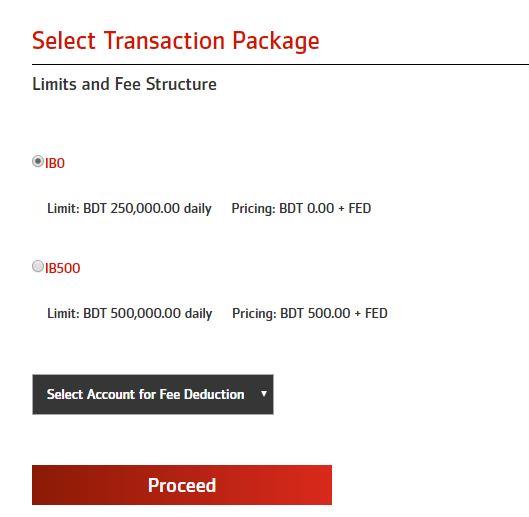 Select Transaction Package
Limits and Fee Structure
IB0
Limit: BDT 250,000.00 daily Pricing: BDT 0.00 + FED
IB500
Limit: BDT 500,000.00 daily Pricing: BDT 500.00 + FED
Select Account for Fee Deduction
Proceed